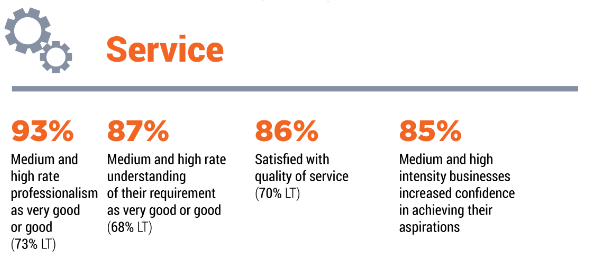 Service
93%
Medium and
high rate
professionalism
as very good
or good
(73% LT)
87%
Medium and high rate
understanding
of their requirement
as very good or good
(68% LT)
86%
Satisfied with
quality of service
(70% LT)
85%
Medium and high
intensity businesses
increased confidence
in achieving their
aspirations